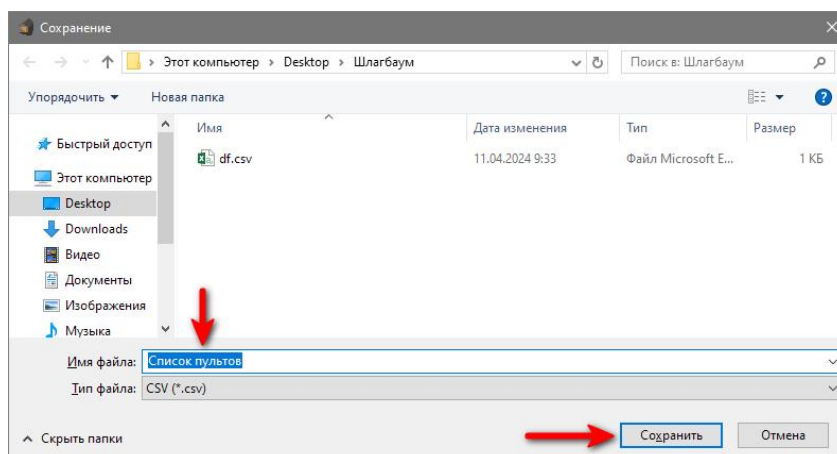 Сохранение
Этот компьютер > Desktop > Шлагбаум
Поиск в: Шлагбаум
Упорядочить
Новая папка
Имя
Дата изменения
Тип
Размер
Быстрый доступ
Этот компьютер
Desktop
Downloads
Видео
Документы
Изображения
Музыка
df.csv
11.04.2024 9:33
Файл Microsoft E...
1 КБ
Имя файла: Список пультов
Тип файла: CSV (*.csv)
Скрыть папки
Сохранить
Отмена